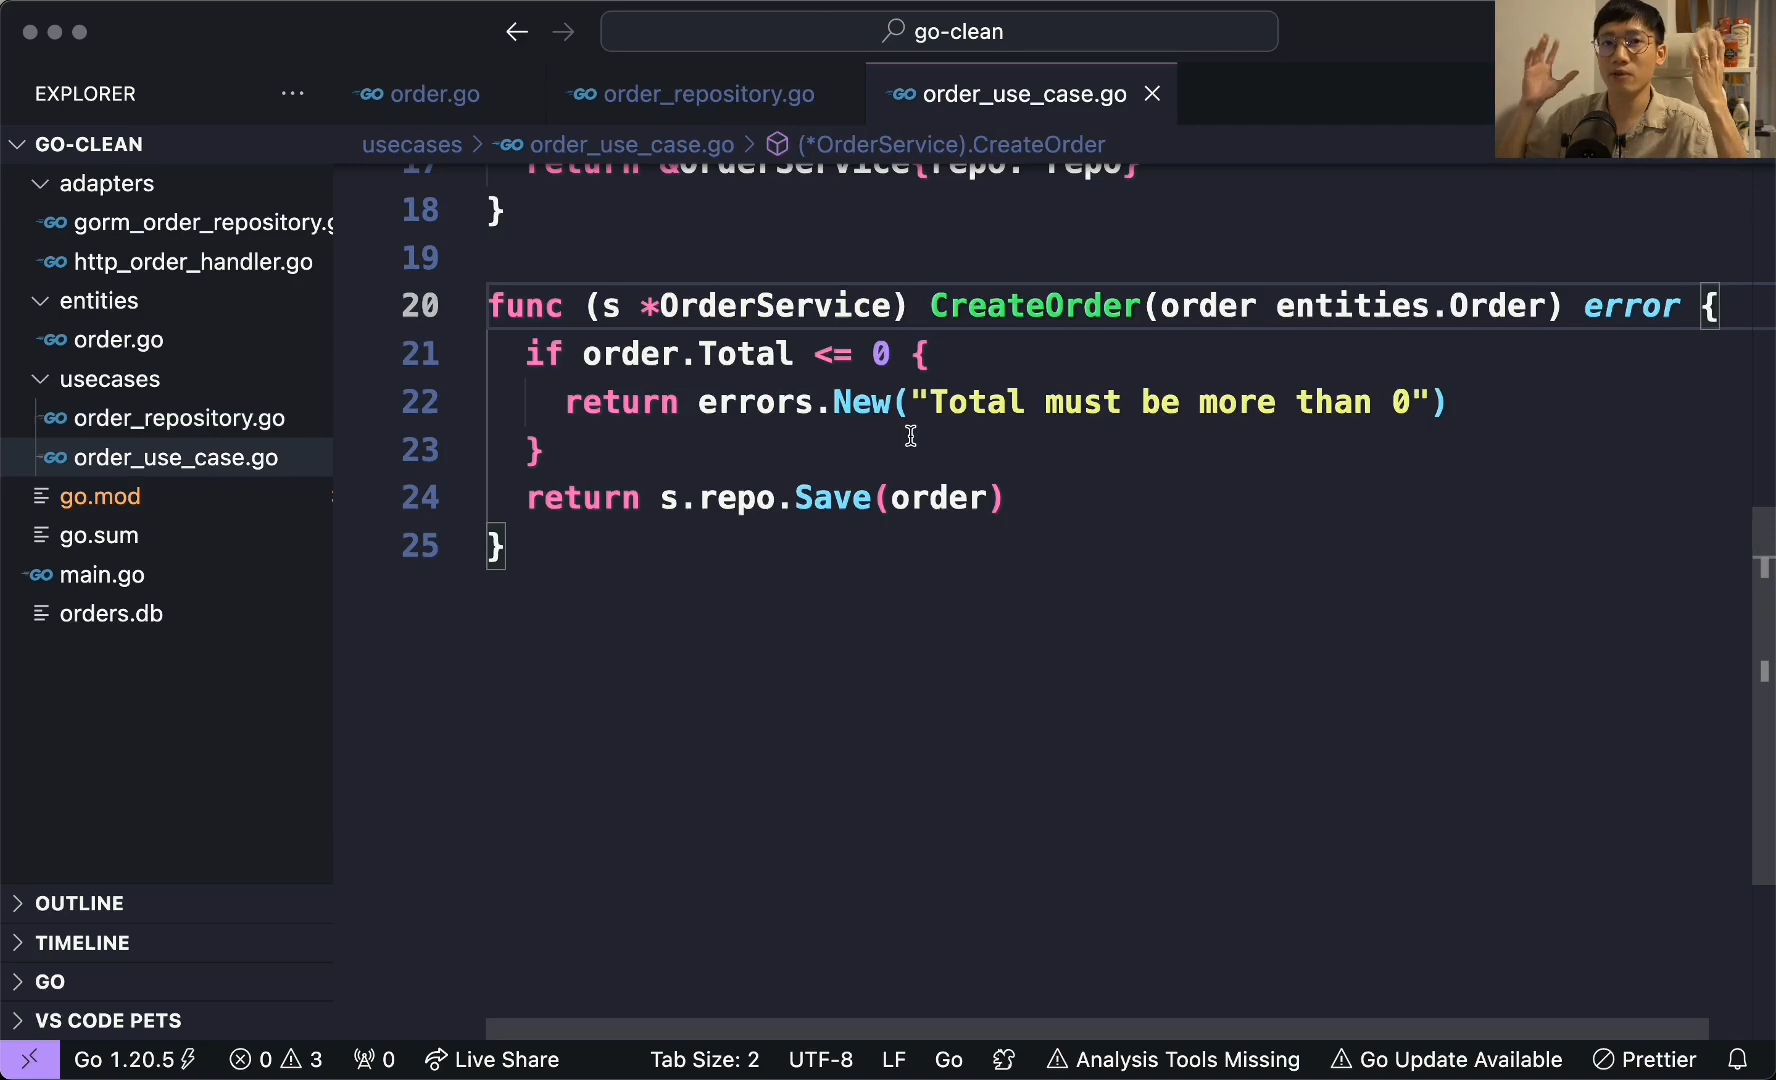 go-clean
EXPLORER
order.go
order_repository.go
order_use_case.go
GO-CLEAN
usecases > order_use_case.go > (*OrderService).CreateOrder
adapters
gorm_order_repository.g
http_order_handler.go
entities
order.go
usecases
order_repository.go
order_use_case.go
go.mod
go.sum
main.go
orders.db
17 return &OrderService{repo: repo}
18 }
19
20 func (s *OrderService) CreateOrder(order entities.Order) error {
21 if order.Total <= 0 {
22 return errors.New("Total must be more than 0")
23 }
24 return s.repo.Save(order)
25 }
OUTLINE
TIMELINE
GO
VS CODE PETS
Go 1.20.5 0 3 0 Live Share Tab Size: 2 UTF-8 LF Go Analysis Tools Missing Go Update Available Prettier